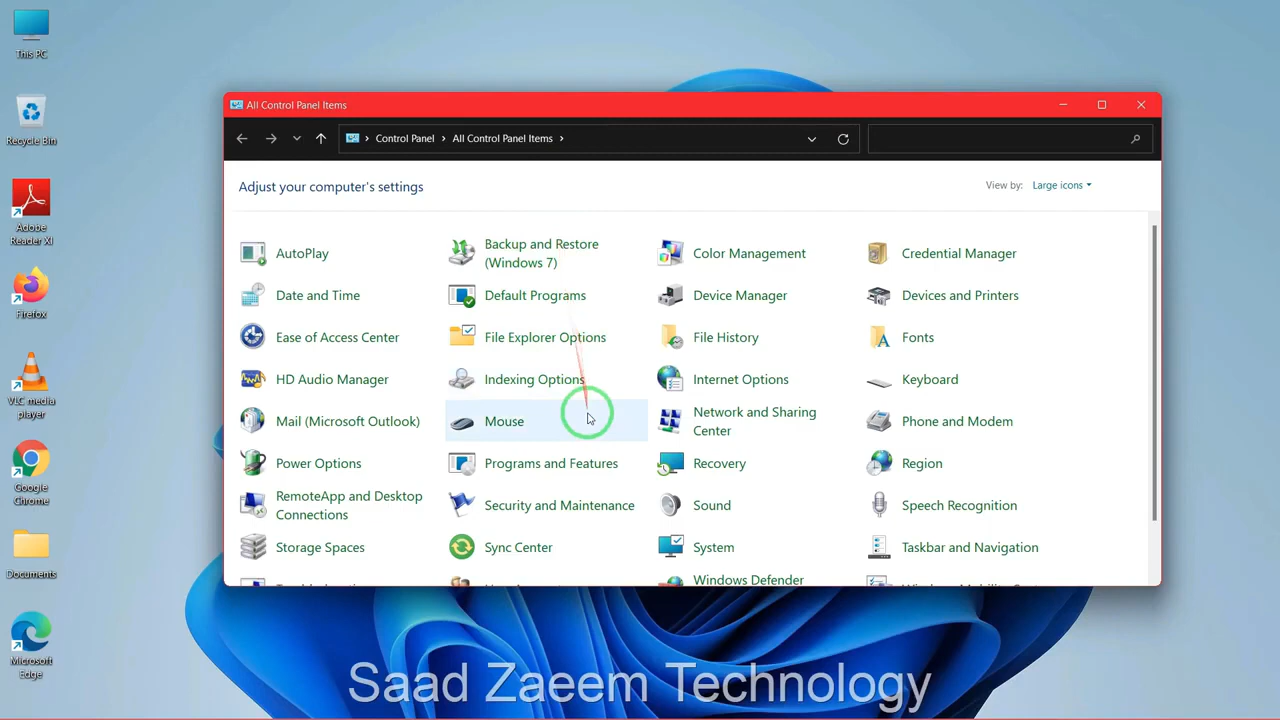 This PC
Recycle Bin
Adobe
Reader XI
Firefox
VLC media
player
Google
Chrome
Documents
Microsoft
Edge
All Control Panel Items
Control Panel
All Control Panel Items
Adjust your computer's settings
View by:
Large icons
AutoPlay
Backup and Restore
(Windows 7)
Color Management
Credential Manager
Date and Time
Default Programs
Device Manager
Devices and Printers
Ease of Access Center
File Explorer Options
File History
Fonts
HD Audio Manager
Indexing Options
Internet Options
Keyboard
Mail (Microsoft Outlook)
Mouse
Network and Sharing
Center
Phone and Modem
Power Options
Programs and Features
Recovery
Region
RemoteApp and Desktop
Connections
Security and Maintenance
Sound
Speech Recognition
Storage Spaces
Sync Center
System
Taskbar and Navigation
Windows Defender
Saad Zaeem Technology